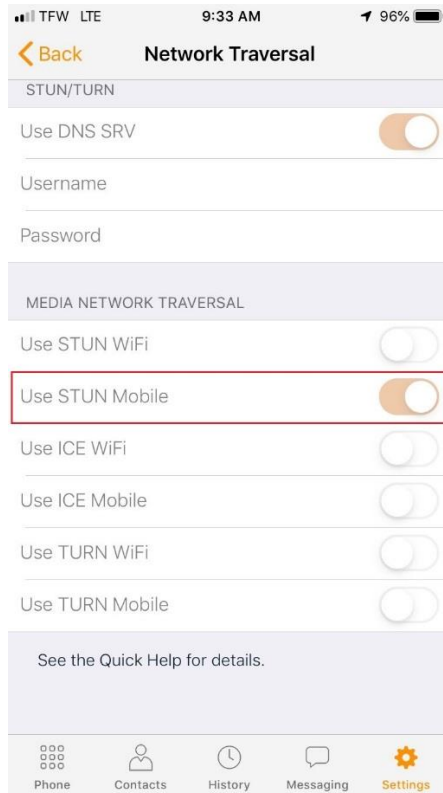 TFW LTE 9:33 AM 96%
Back Network Traversal
STUN/TURN
Use DNS SRV
Username
Password
MEDIA NETWORK TRAVERSAL
Use STUN WiFi
Use STUN Mobile
Use ICE WiFi
Use ICE Mobile
Use TURN WiFi
Use TURN Mobile
See the Quick Help for details.
Phone Contacts History Messaging Settings